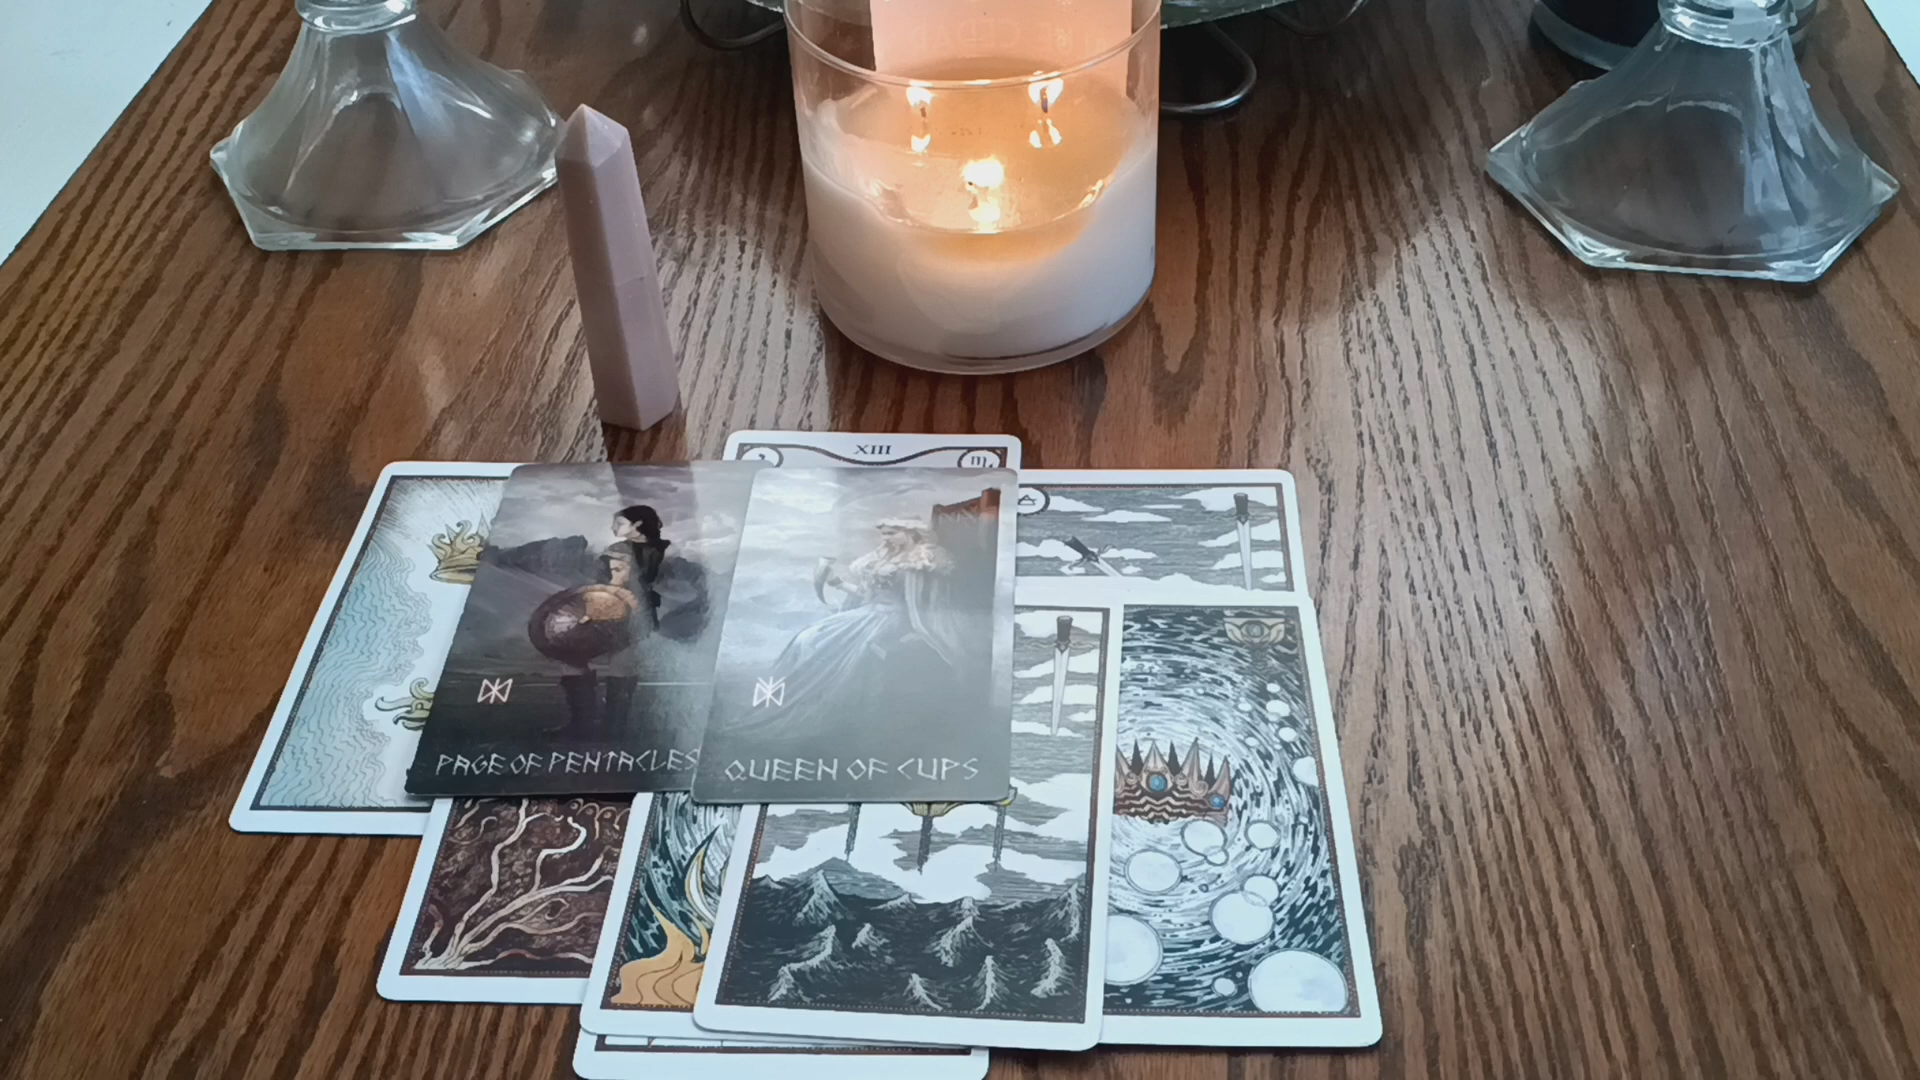 XIII
PAGE OF PENTACLES
QUEEN OF CUPS